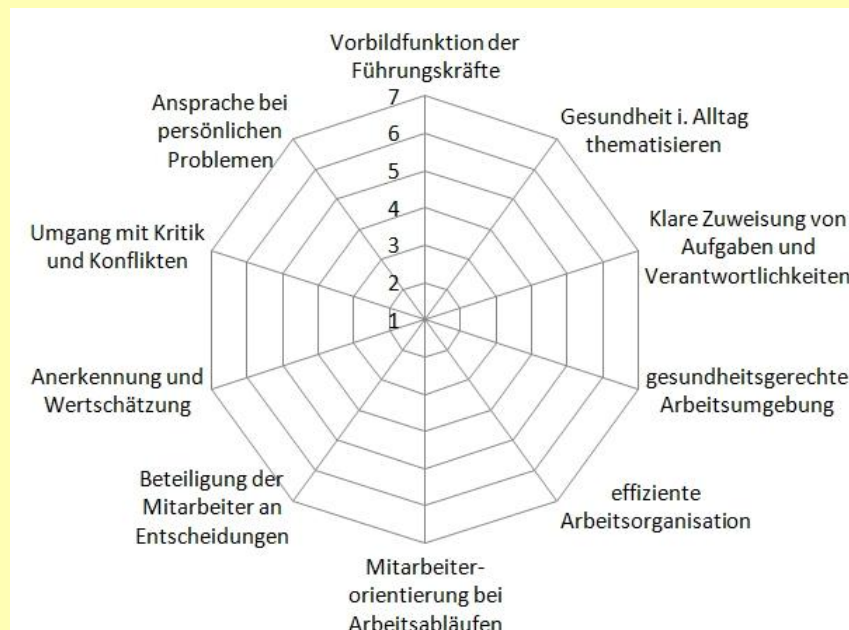 Vorbildfunktion der
Führungskräfte
Gesundheit i. Alltag
thematisieren
Klare Zuweisung von
Aufgaben und
Verantwortlichkeiten
gesundheitsgerechte
Arbeitsumgebung
effiziente
Arbeitsorganisation
Mitarbeiter-
orientierung bei
Arbeitsabläufen
Beteiligung der
Mitarbeiter an
Entscheidungen
Anerkennung und
Wertschätzung
Umgang mit Kritik
und Konflikten
Ansprache bei
persönlichen
Problemen
7
6
5
4
3
2
1